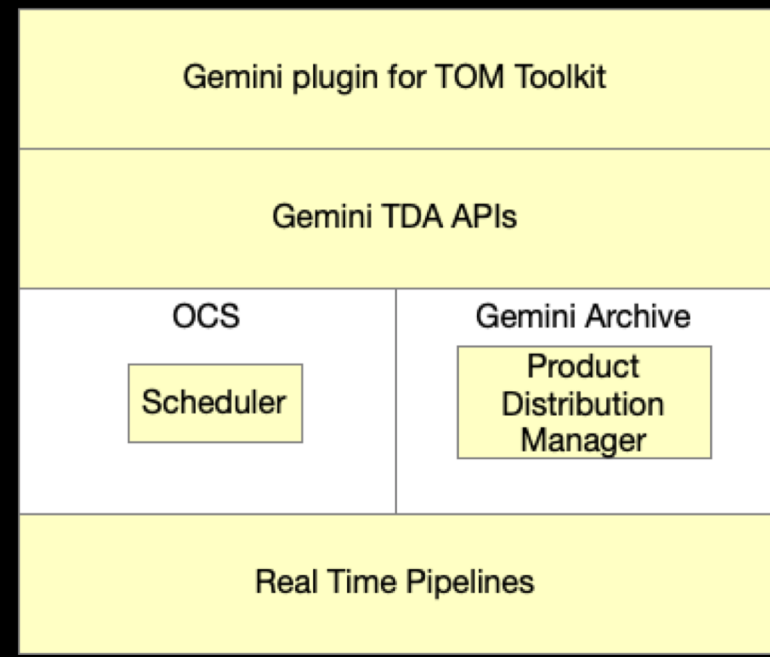 Gemini plugin for TOM Toolkit
Gemini TDA APIs
OCS
Scheduler
Gemini Archive
Product
Distribution
Manager
Real Time Pipelines